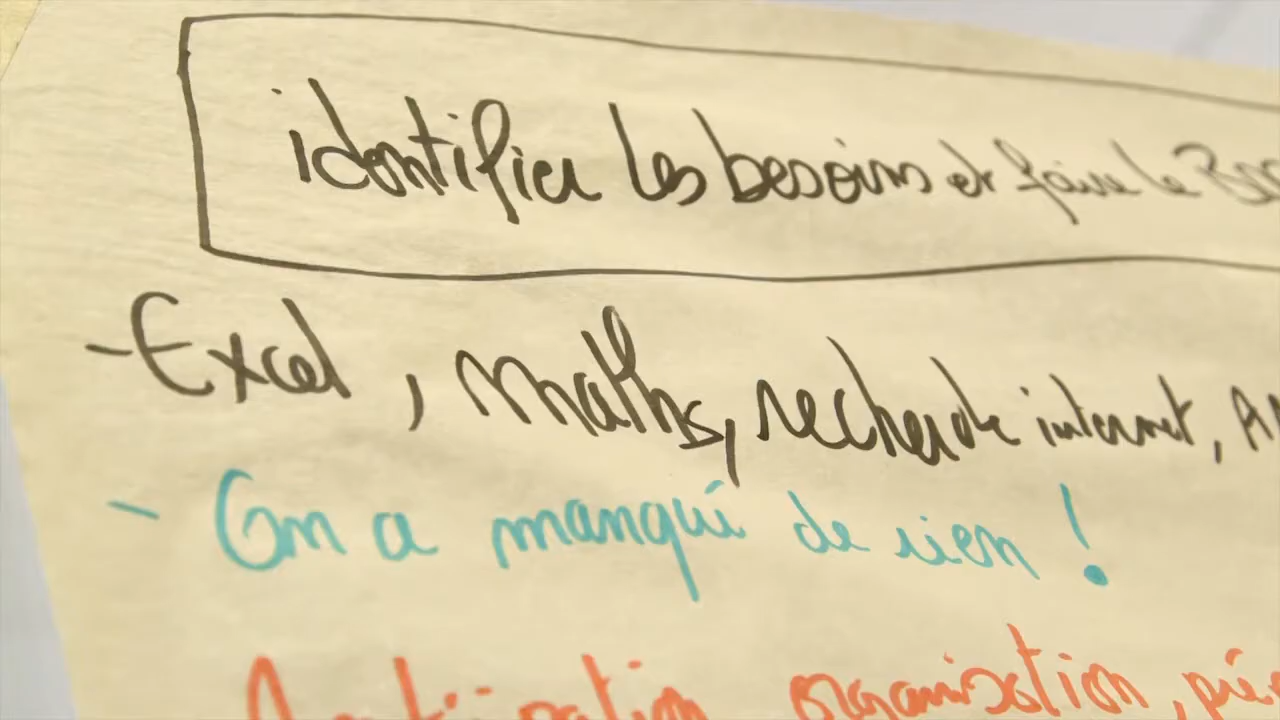 identifier les besoins et faire le
- Excel, maths, recherche internet,
- On a manqué de rien !
organisation,